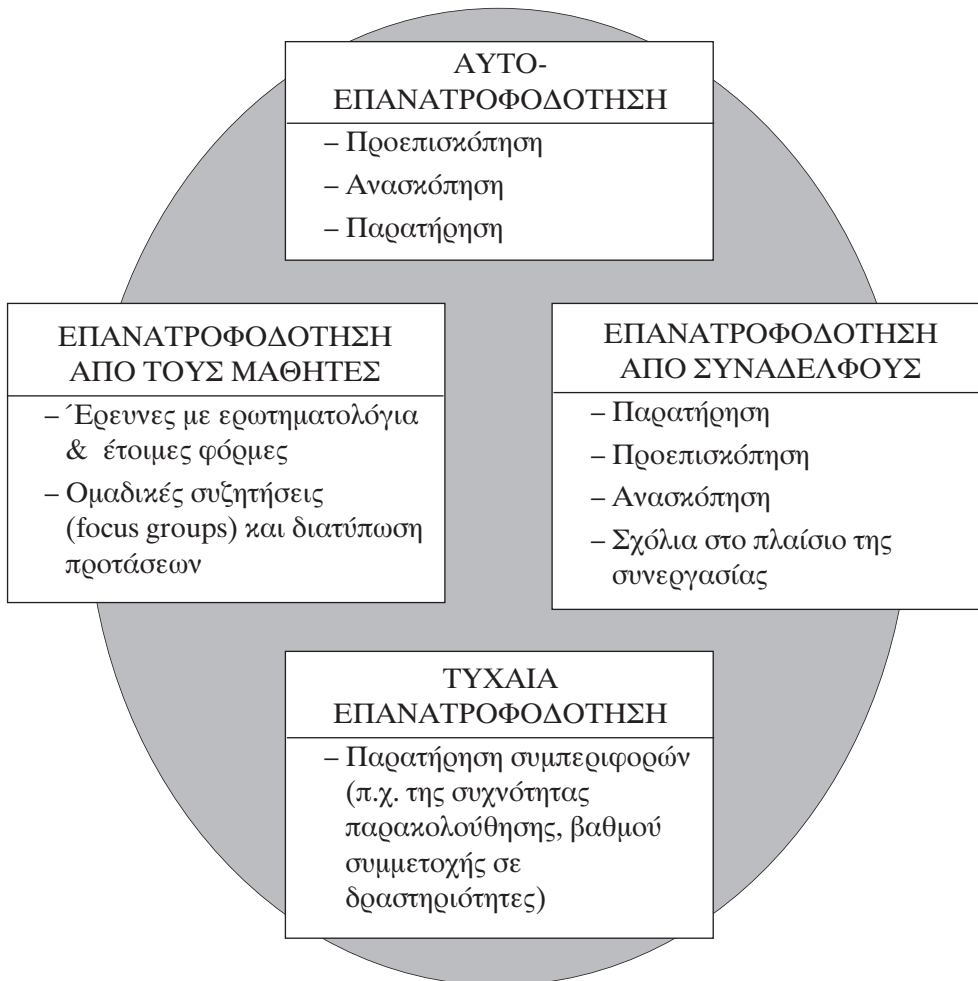 ΑΥΤΟ-
ΕΠΑΝΑΤΡΟΦΟΔΟΤΗΣΗ
– Προεπισκόπηση
– Ανασκόπηση
– Παρατήρηση
ΕΠΑΝΑΤΡΟΦΟΔΟΤΗΣΗ
ΑΠΟ ΤΟΥΣ ΜΑΘΗΤΕΣ
– Έρευνες με ερωτηματολόγια
& έτοιμες φόρμες
– Ομαδικές συζητήσεις
(focus groups) και διατύπωση
προτάσεων
ΕΠΑΝΑΤΡΟΦΟΔΟΤΗΣΗ
ΑΠΟ ΣΥΝΑΔΕΛΦΟΥΣ
– Παρατήρηση
– Προεπισκόπηση
– Ανασκόπηση
– Σχόλια στο πλαίσιο της
συνεργασίας
ΤΥΧΑΙΑ
ΕΠΑΝΑΤΡΟΦΟΔΟΤΗΣΗ
– Παρατήρηση συμπεριφορών
(π.χ. της συχνότητας
παρακολούθησης, βαθμού
συμμετοχής σε
δραστηριότητες)